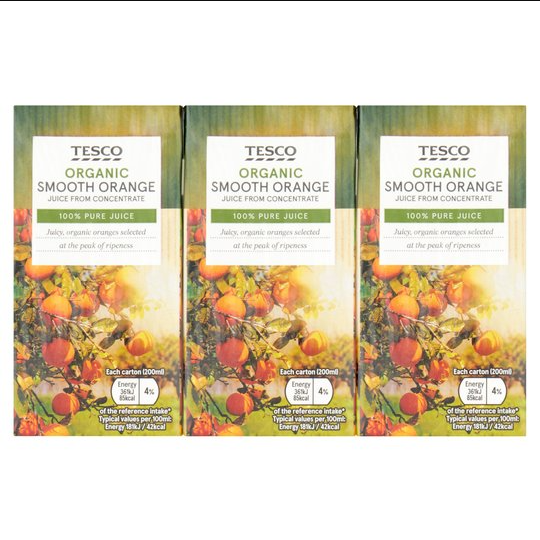 TESCO
ORGANIC
SMOOTH ORANGE
JUICE FROM CONCENTRATE
100% PURE JUICE
Juicy, organic oranges selected
at the peak of ripeness
Each carton (200ml)
Energy
361kJ
85kcal
4%
of the reference intake*
Typical values per 100ml:
Energy 181kJ / 42kcal
TESCO
ORGANIC
SMOOTH ORANGE
JUICE FROM CONCENTRATE
100% PURE JUICE
Juicy, organic oranges selected
at the peak of ripeness
Each carton (200ml)
Energy
361kJ
85kcal
4%
of the reference intake*
Typical values per 100ml:
Energy 181kJ / 42kcal
TESCO
ORGANIC
SMOOTH ORANGE
JUICE FROM CONCENTRATE
100% PURE JUICE
Juicy, organic oranges selected
at the peak of ripeness
Each carton (200ml)
Energy
361kJ
85kcal
4%
of the reference intake*
Typical values per 100ml:
Energy 181kJ / 42kcal